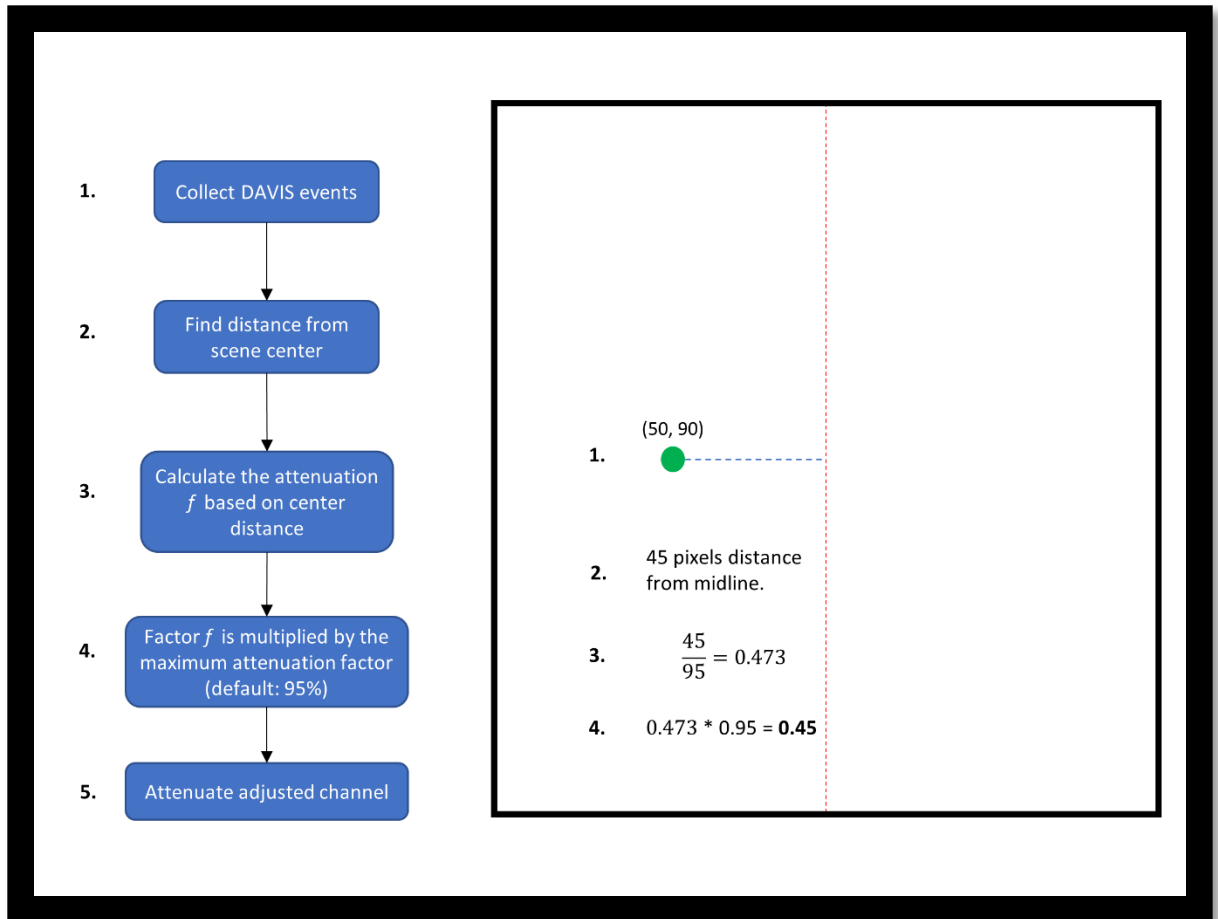 1.
Collect DAVIS events
2.
Find distance from
scene center
3.
Calculate the attenuation
f based on center
distance
4.
Factor f is multiplied by the
maximum attenuation factor
(default: 95%)
5.
Attenuate adjusted channel
(50, 90)
1.
2.
45 pixels distance
from midline.
3.
45
95
= 0.473
4.
0.473 * 0.95 = 0.45